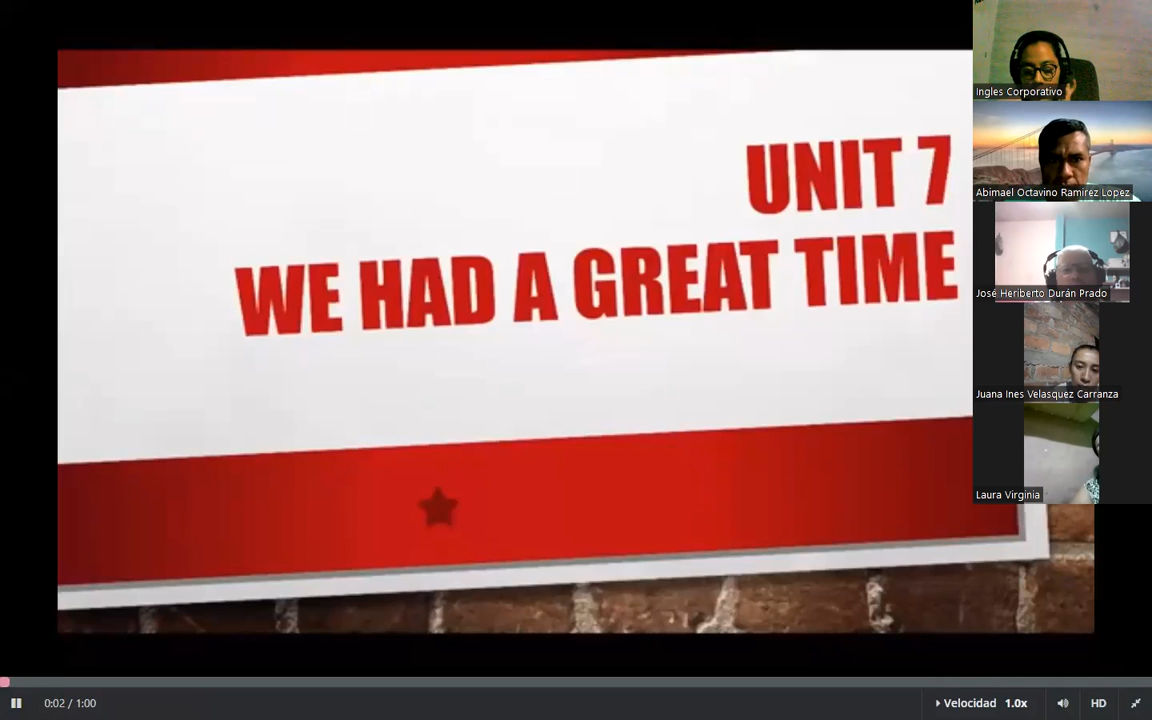 UNIT 7
WE HAD A GREAT TIME
Ingles Corporativo
Abimael Octavino Ramirez Lopez
José Heriberto Durán Prado
Juana Ines Velasquez Carranza
Laura Virginia
0:02 / 1:00
Velocidad 1.0x
HD